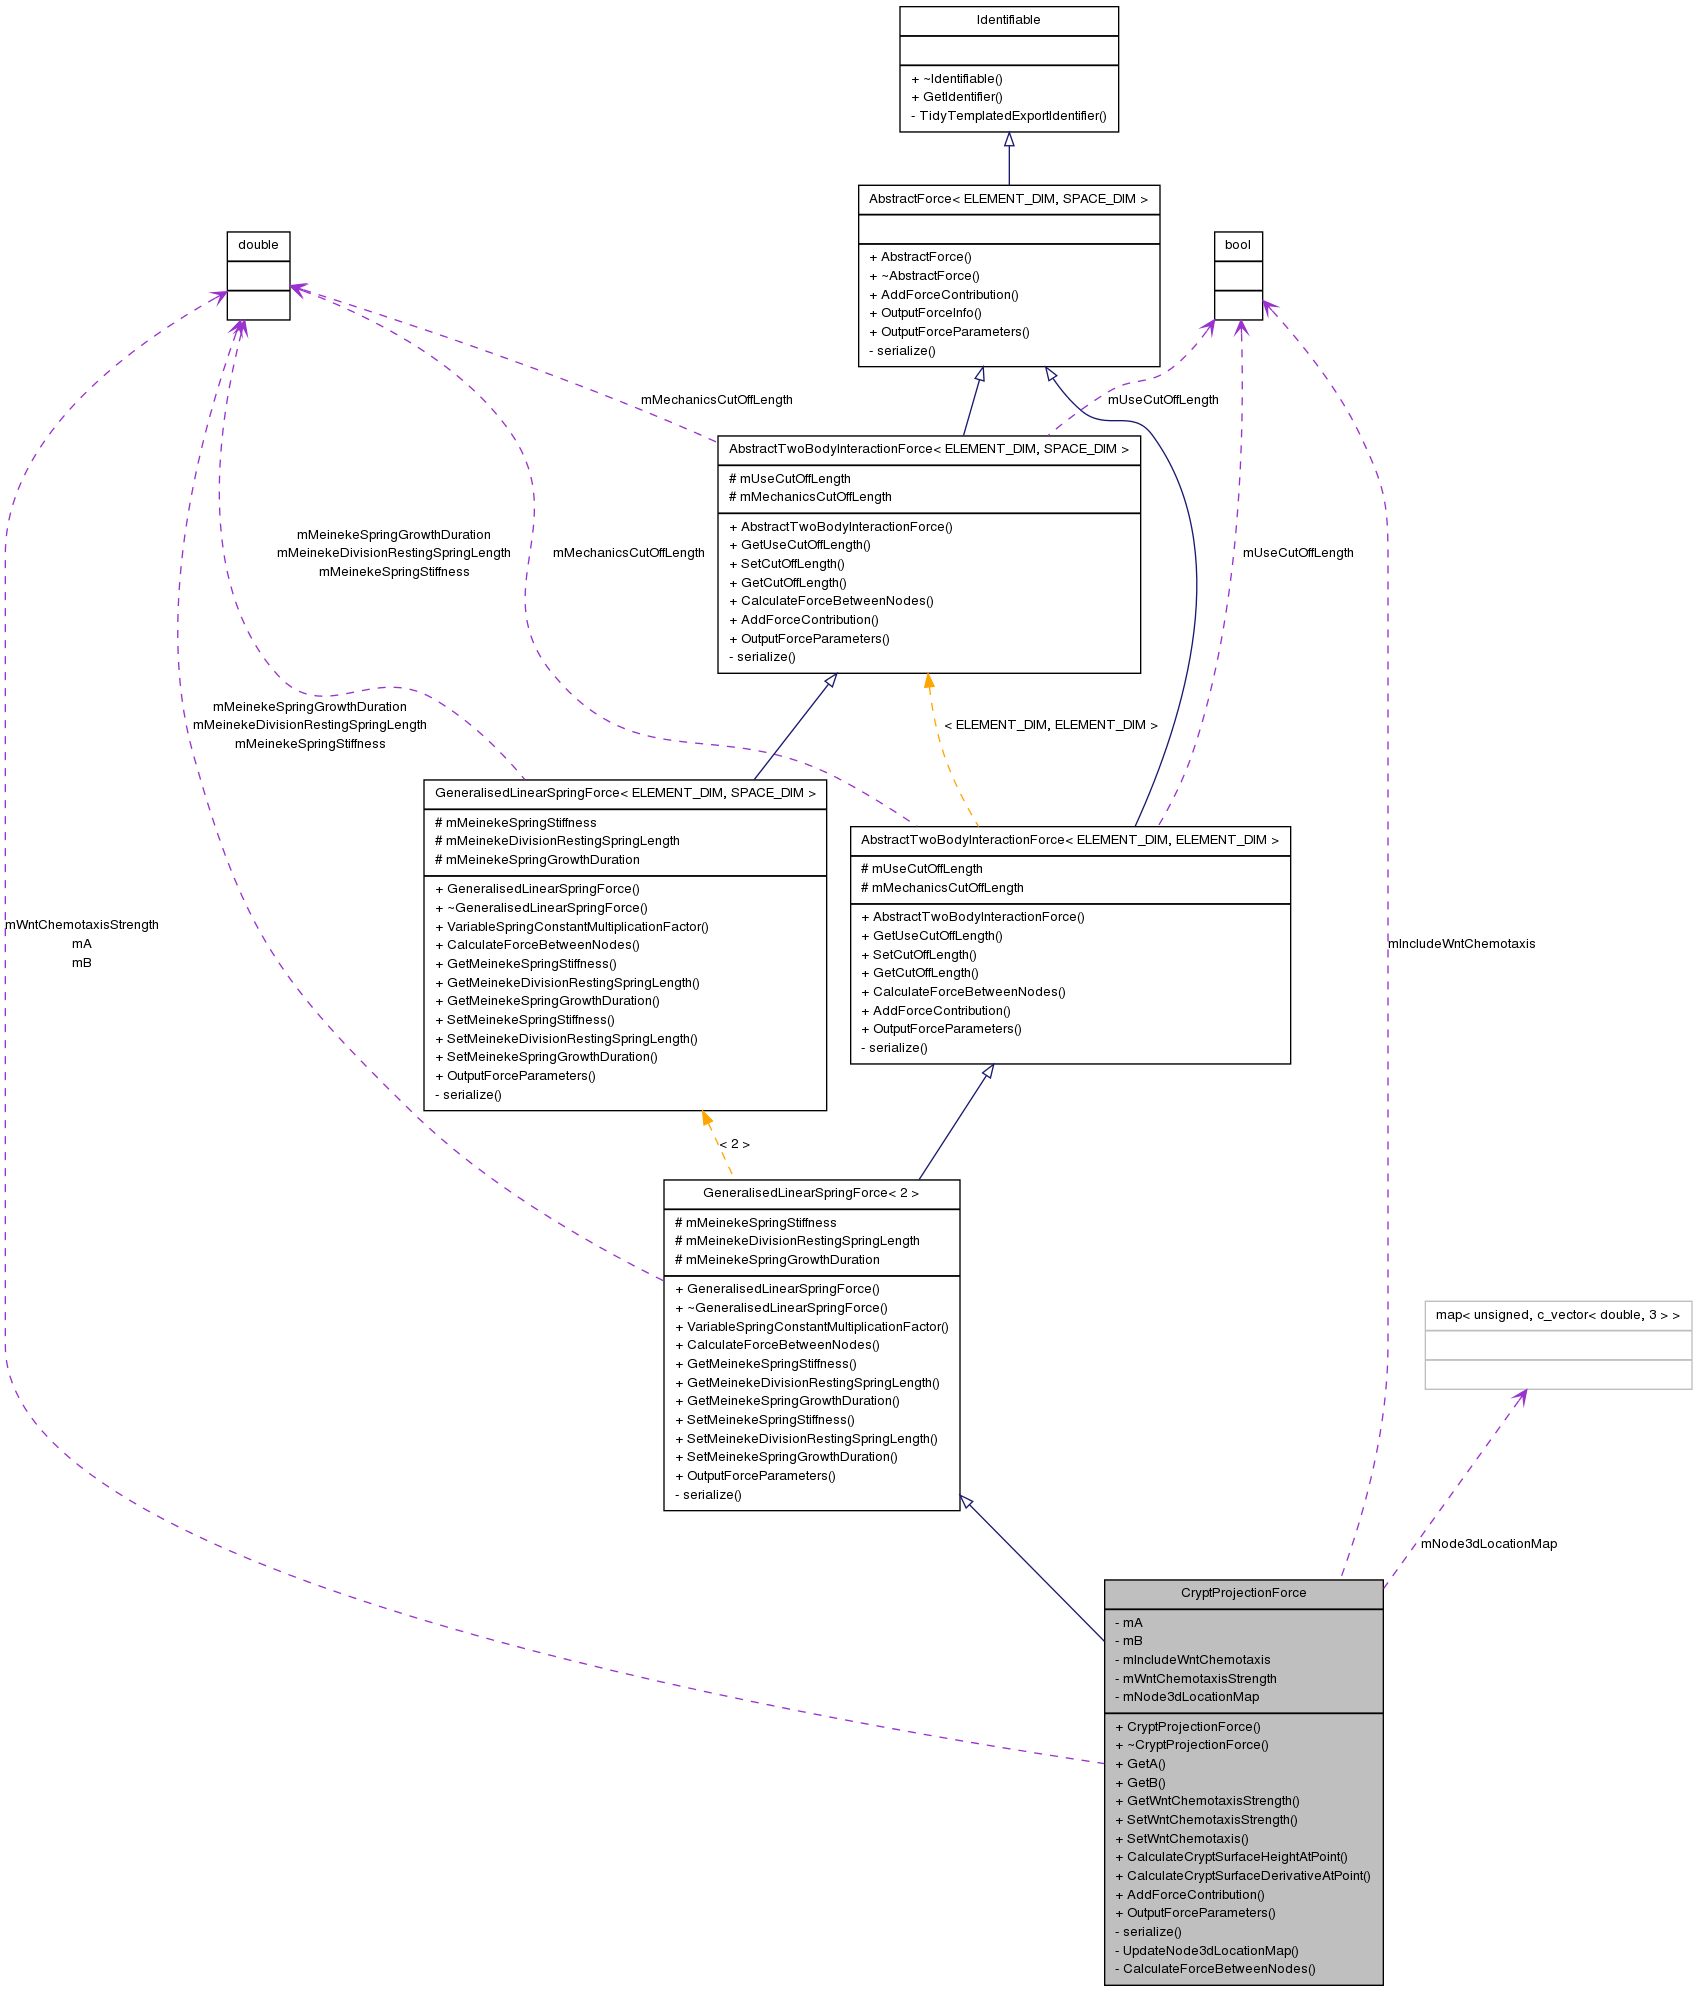 Identifiable
+ ~Identifiable()
+ GetIdentifier()
- TidyTemplatedExportIdentifier()
AbstractForce< ELEMENT_DIM, SPACE_DIM >
+ AbstractForce()
+ ~AbstractForce()
+ AddForceContribution()
+ OutputForceInfo()
+ OutputForceParameters()
- serialize()
double
bool
mMechanicsCutOffLength
mUseCutOffLength
AbstractTwoBodyInteractionForce< ELEMENT_DIM, SPACE_DIM >
# mUseCutOffLength
# mMechanicsCutOffLength
+ AbstractTwoBodyInteractionForce()
+ GetUseCutOffLength()
+ SetCutOffLength()
+ GetCutOffLength()
+ CalculateForceBetweenNodes()
+ AddForceContribution()
+ OutputForceParameters()
- serialize()
mMeinekeSpringGrowthDuration
mMeinekeDivisionRestingSpringLength
mMeinekeSpringStiffness
mMechanicsCutOffLength
mUseCutOffLength
mMeinekeSpringGrowthDuration
mMeinekeDivisionRestingSpringLength
mMeinekeSpringStiffness
< ELEMENT_DIM, ELEMENT_DIM >
GeneralisedLinearSpringForce< ELEMENT_DIM, SPACE_DIM >
# mMeinekeSpringStiffness
# mMeinekeDivisionRestingSpringLength
# mMeinekeSpringGrowthDuration
+ GeneralisedLinearSpringForce()
+ ~GeneralisedLinearSpringForce()
+ VariableSpringConstantMultiplicationFactor()
+ CalculateForceBetweenNodes()
+ GetMeinekeSpringStiffness()
+ GetMeinekeDivisionRestingSpringLength()
+ GetMeinekeSpringGrowthDuration()
+ SetMeinekeSpringStiffness()
+ SetMeinekeDivisionRestingSpringLength()
+ SetMeinekeSpringGrowthDuration()
+ OutputForceParameters()
- serialize()
AbstractTwoBodyInteractionForce< ELEMENT_DIM, ELEMENT_DIM >
# mUseCutOffLength
# mMechanicsCutOffLength
+ AbstractTwoBodyInteractionForce()
+ GetUseCutOffLength()
+ SetCutOffLength()
+ GetCutOffLength()
+ CalculateForceBetweenNodes()
+ AddForceContribution()
+ OutputForceParameters()
- serialize()
mWntChemotaxisStrength
mA
mB
mIncludeWntChemotaxis
< 2 >
GeneralisedLinearSpringForce< 2 >
# mMeinekeSpringStiffness
# mMeinekeDivisionRestingSpringLength
# mMeinekeSpringGrowthDuration
+ GeneralisedLinearSpringForce()
+ ~GeneralisedLinearSpringForce()
+ VariableSpringConstantMultiplicationFactor()
+ CalculateForceBetweenNodes()
+ GetMeinekeSpringStiffness()
+ GetMeinekeDivisionRestingSpringLength()
+ GetMeinekeSpringGrowthDuration()
+ SetMeinekeSpringStiffness()
+ SetMeinekeDivisionRestingSpringLength()
+ SetMeinekeSpringGrowthDuration()
+ OutputForceParameters()
- serialize()
map< unsigned, c_vector< double, 3 > >
mNode3dLocationMap
CryptProjectionForce
- mA
- mB
- mIncludeWntChemotaxis
- mWntChemotaxisStrength
- mNode3dLocationMap
+ CryptProjectionForce()
+ ~CryptProjectionForce()
+ GetA()
+ GetB()
+ GetWntChemotaxisStrength()
+ SetWntChemotaxisStrength()
+ SetWntChemotaxis()
+ CalculateCryptSurfaceHeightAtPoint()
+ CalculateCryptSurfaceDerivativeAtPoint()
+ AddForceContribution()
+ OutputForceParameters()
- serialize()
- UpdateNode3dLocationMap()
- CalculateForceBetweenNodes()